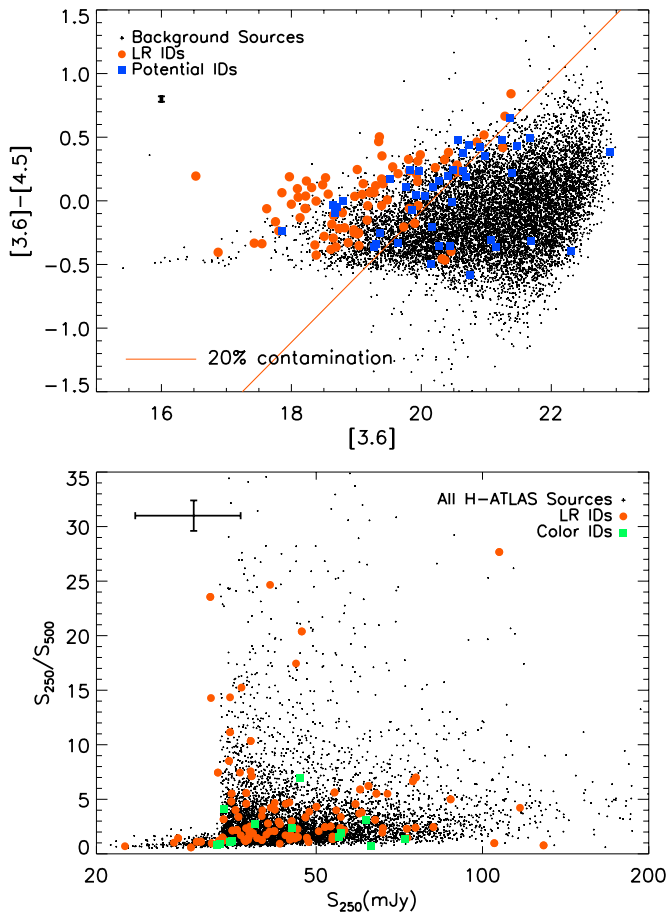 1.5
1.0
0.5
0.0
−0.5
−1.0
−1.5
[3.6]−[4.5]
Background Sources
LR IDs
Potential IDs
20% contamination
16 18 20 22
[3.6]
35
30
25
20
15
10
5
0
S250/S500
All H−ATLAS Sources
LR IDs
Color IDs
20 50 100 200
S250(mJy)